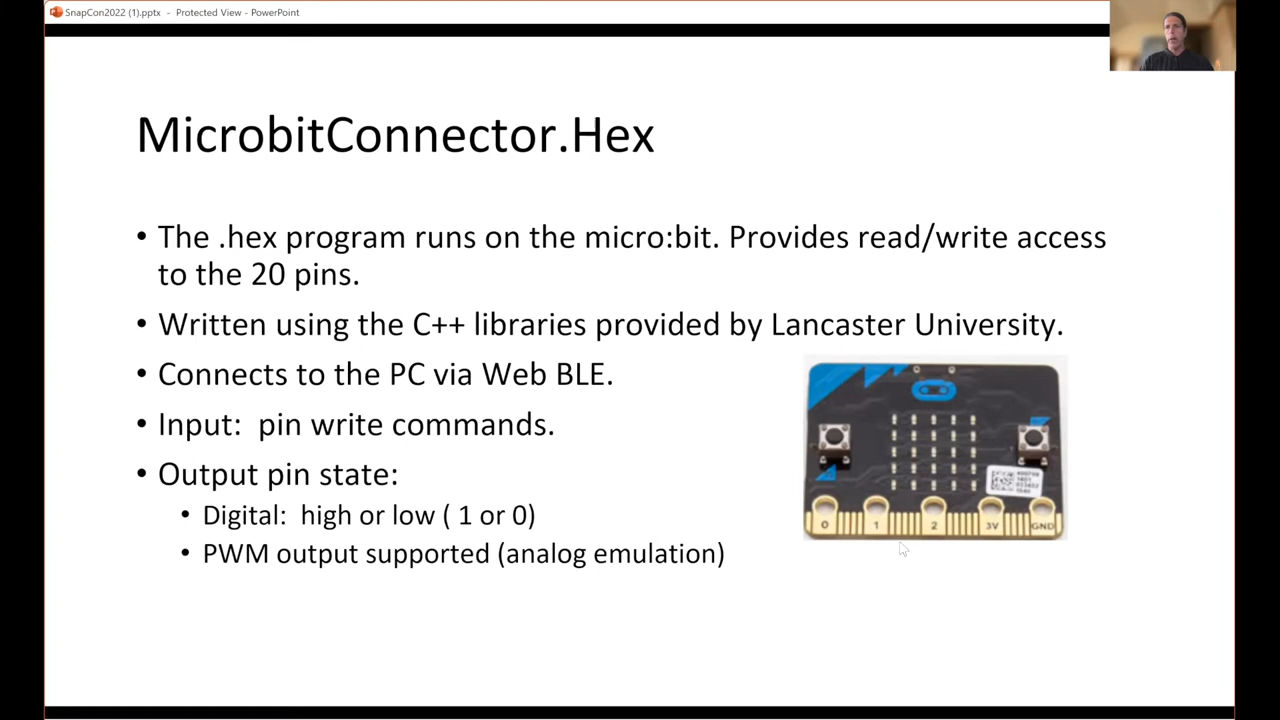 SnapCon2022 (1).pptx - Protected View - PowerPoint
MicrobitConnector.Hex
• The .hex program runs on the micro:bit. Provides read/write access
to the 20 pins.
• Written using the C++ libraries provided by Lancaster University.
• Connects to the PC via Web BLE.
• Input:  pin write commands.
• Output pin state:
• Digital:  high or low ( 1 or 0)
• PWM output supported (analog emulation)
0 1 2 3V GND